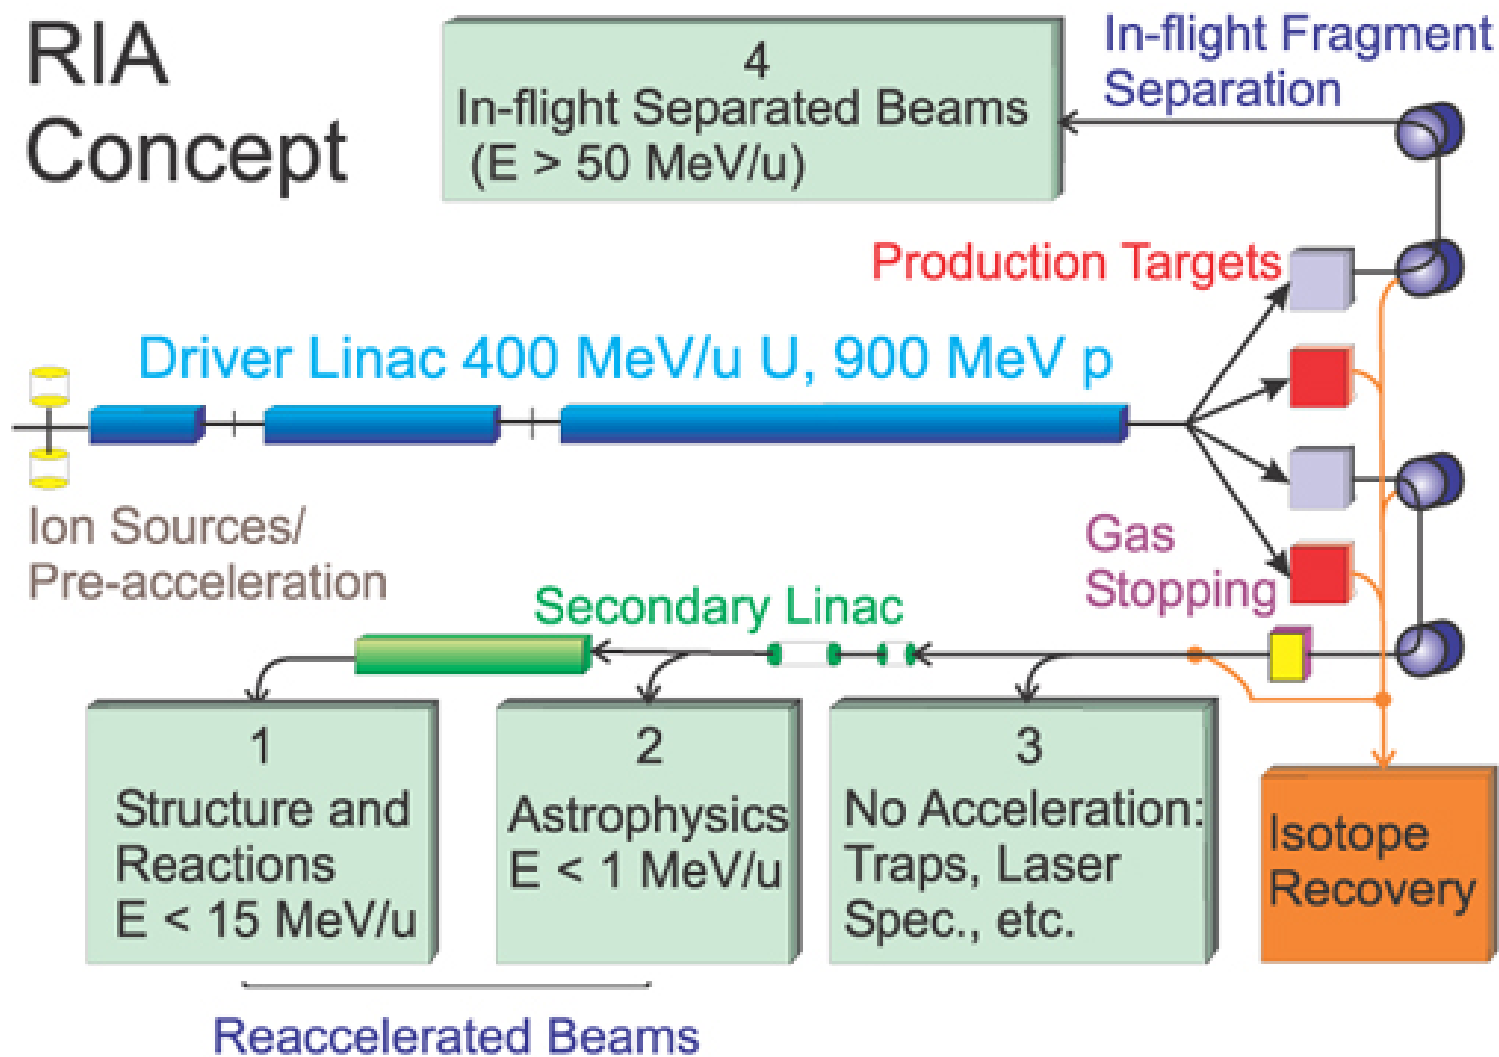 RIA
Concept
4
In-flight Separated Beams
(E > 50 MeV/u)
In-flight Fragment
Separation
Production Targets
Driver Linac 400 MeV/u U, 900 MeV p
Ion Sources/
Pre-acceleration
Gas
Stopping
Secondary Linac
1
Structure and
Reactions
E < 15 MeV/u
2
Astrophysics
E < 1 MeV/u
3
No Acceleration:
Traps, Laser
Spec., etc.
Isotope
Recovery
Reaccelerated Beams